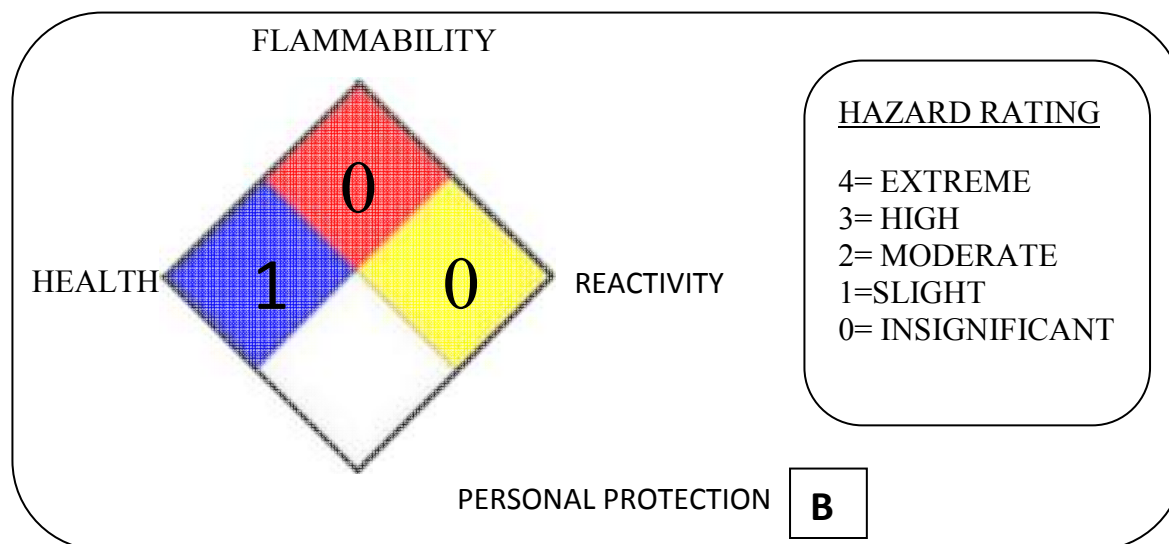 FLAMMABILITY
0
HEALTH
1
0
REACTIVITY
HAZARD RATING
4= EXTREME
3= HIGH
2= MODERATE
1=SLIGHT
0= INSIGNIFICANT
PERSONAL PROTECTION B